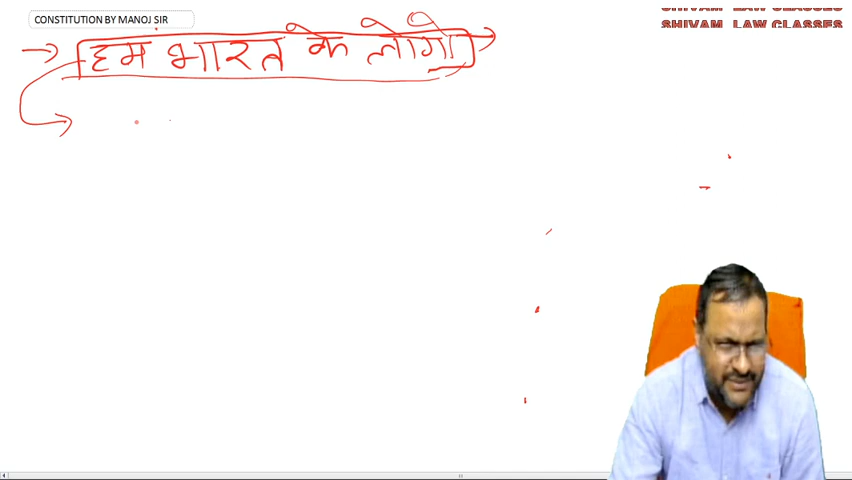 CONSTITUTION BY MANOJ SIR
SHIVAM LAW CLASSES
SHIVAM LAW CLASSES
हम भारत के लोगों